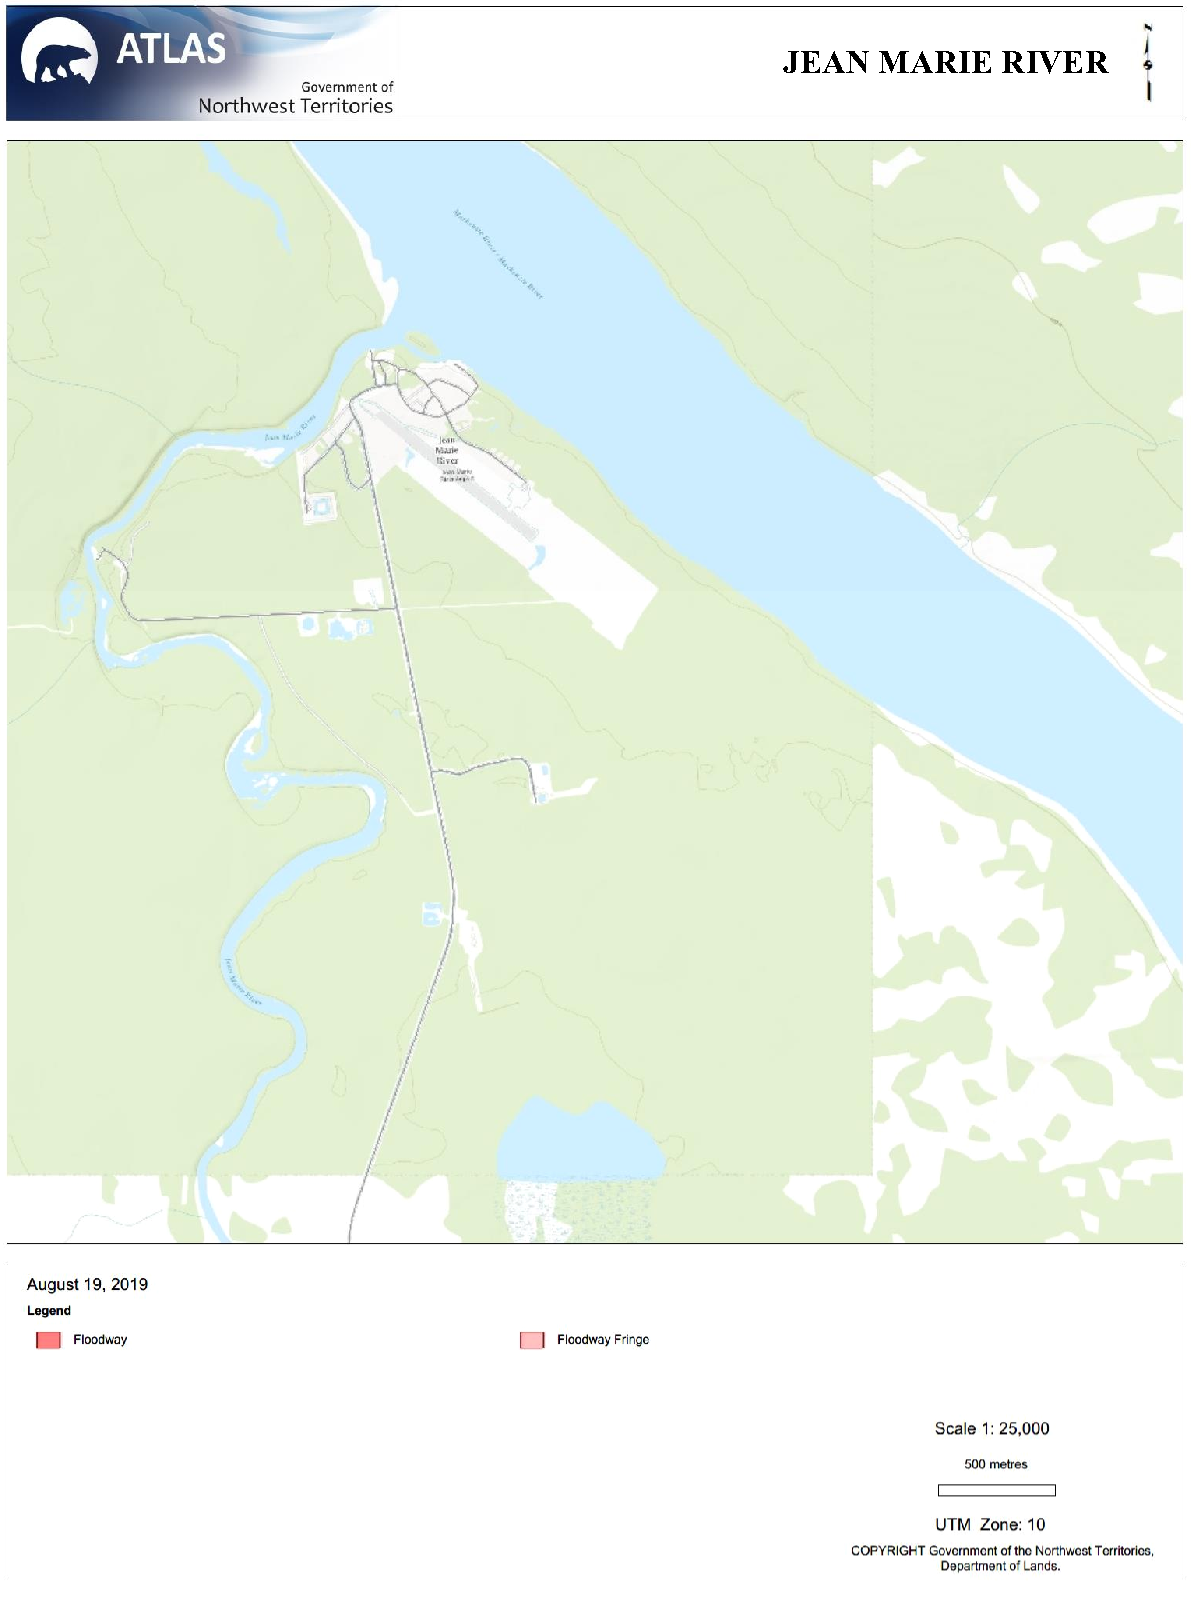 ATLAS
Government of
Northwest Territories
JEAN MARIE RIVER
N
Mackenzie River - Mackenzie River
Jean Marie River
Jean
Marie
River
Jean Marie River
August 19, 2019
Legend
Floodway
Floodway Fringe
Scale 1: 25,000
500 metres
UTM Zone: 10
COPYRIGHT Government of the Northwest Territories,
Department of Lands.